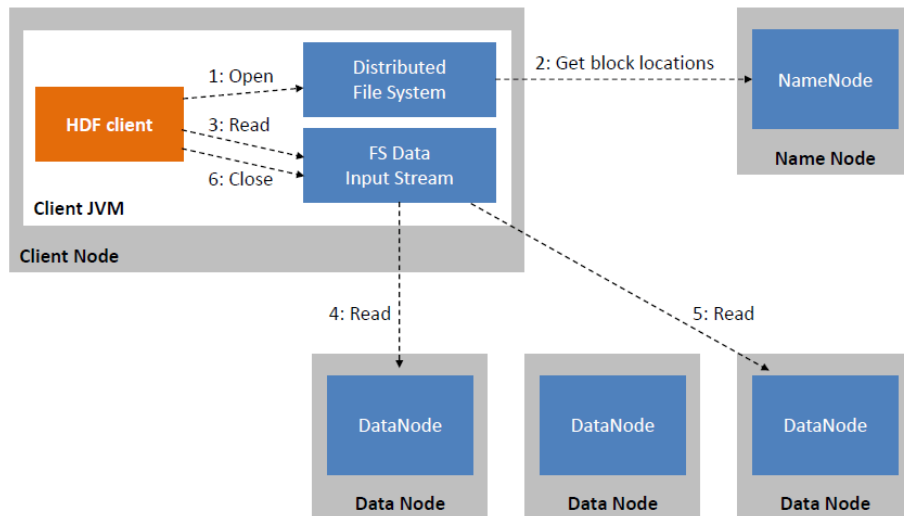 Distributed
File System
1: Open
2: Get block locations
NameNode
HDF client
3: Read
FS Data
Input Stream
6: Close
Name Node
Client JVM
Client Node
4: Read
5: Read
DataNode
DataNode
DataNode
Data Node
Data Node
Data Node